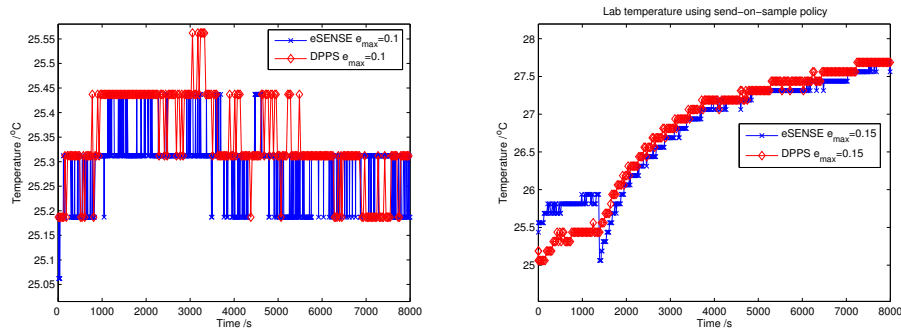 eSENSE e_max=0.1
DPPS e_max=0.1
25.55
25.5
25.45
25.4
25.35
25.3
25.25
25.2
25.15
25.1
25.05
Temperature /°C
0 1000 2000 3000 4000 5000 6000 7000 8000
Time /s
Lab temperature using send−on−sample policy
eSENSE e_max=0.15
DPPS e_max=0.15
27.5
27
26.5
26
25.5
25
Temperature /°C
0 1000 2000 3000 4000 5000 6000 7000 8000
Time /s